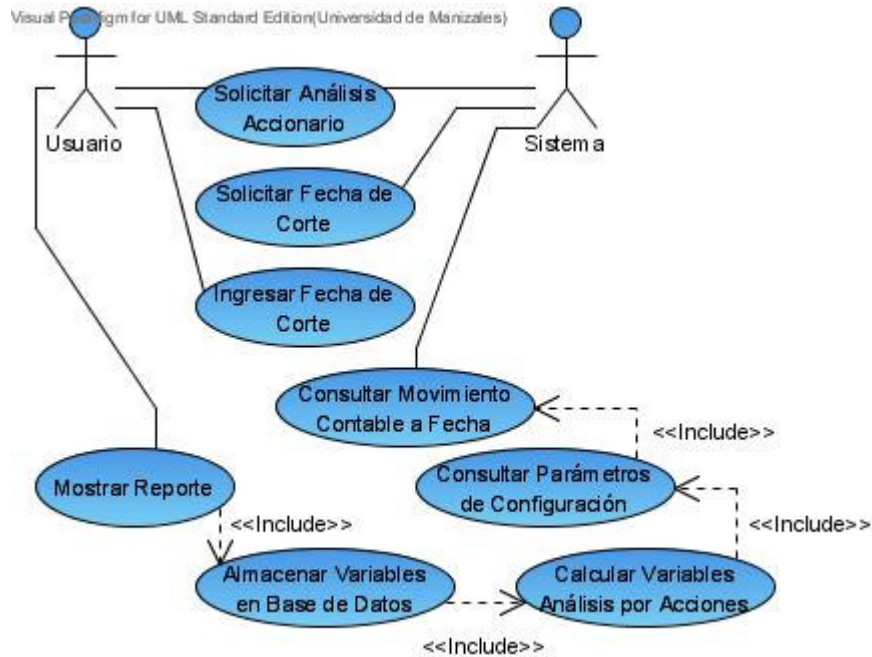 Visual Paradigm for UML Standard Edition(Universidad de Manizales)
Usuario
Sistema
Solicitar Análisis
Accionario
Solicitar Fecha de
Corte
Ingresar Fecha de
Corte
Consultar Movimiento
Contable a Fecha
<<Include>>
Consultar Parámetros
de Configuración
Mostrar Reporte
<<Include>>
<<Include>>
Almacenar Variables
en Base de Datos
Calcular Variables
Análisis por Acciones
<<Include>>